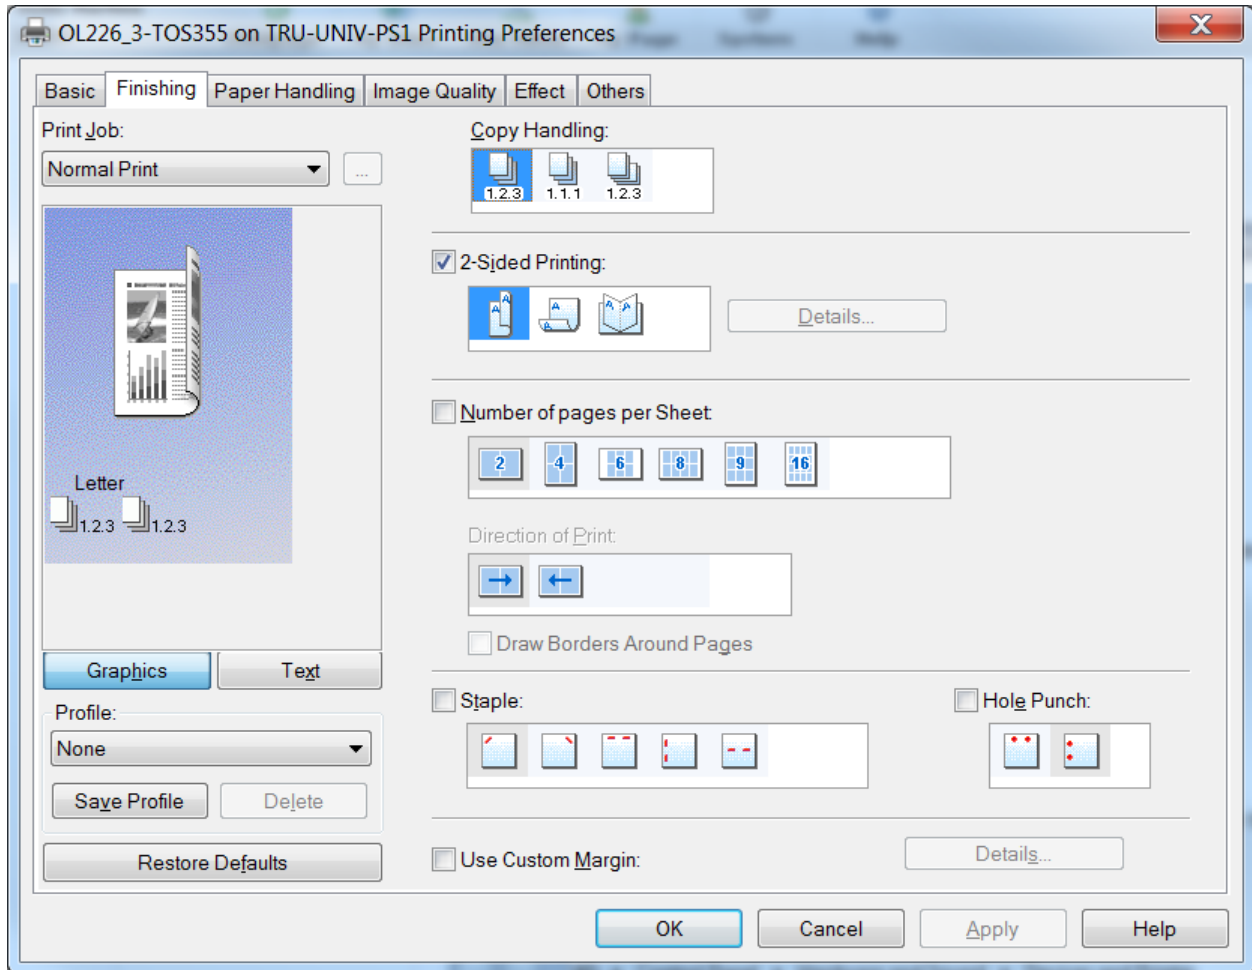 OL226_3-TOS355 on TRU-UNIV-PS1 Printing Preferences
Basic Finishing Paper Handling Image Quality Effect Others
Print Job:
Normal Print
...
Letter
1.2.3 1.2.3
Graphics Text
Profile:
None
Save Profile Delete
Restore Defaults
Copy Handling:
1.2.3 1.1.1 1.2.3
2-Sided Printing:
A A A A A A
Details...
Number of pages per Sheet:
2 4 6 8 9 16
Direction of Print:
Draw Borders Around Pages
Staple:
Hole Punch:
Use Custom Margin:
Details...
OK Cancel Apply Help